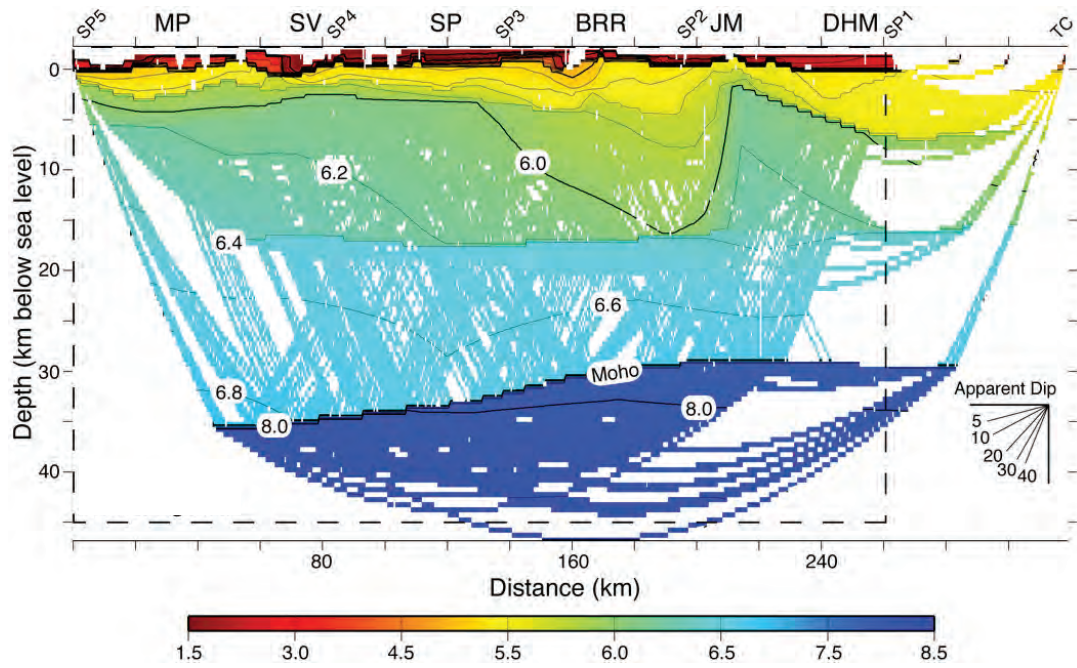 SP5 MP SV SP4 SP SP3 BRR SP2 JM DHM SP1 TC
0
10
20
30
40
Depth (km below sea level)
6.0
6.2
6.4
6.6
Moho
6.8
8.0
8.0
Apparent Dip
5
10
20
30
40
80 160 240
Distance (km)
1.5 3.0 4.5 5.5 6.0 6.5 7.5 8.5